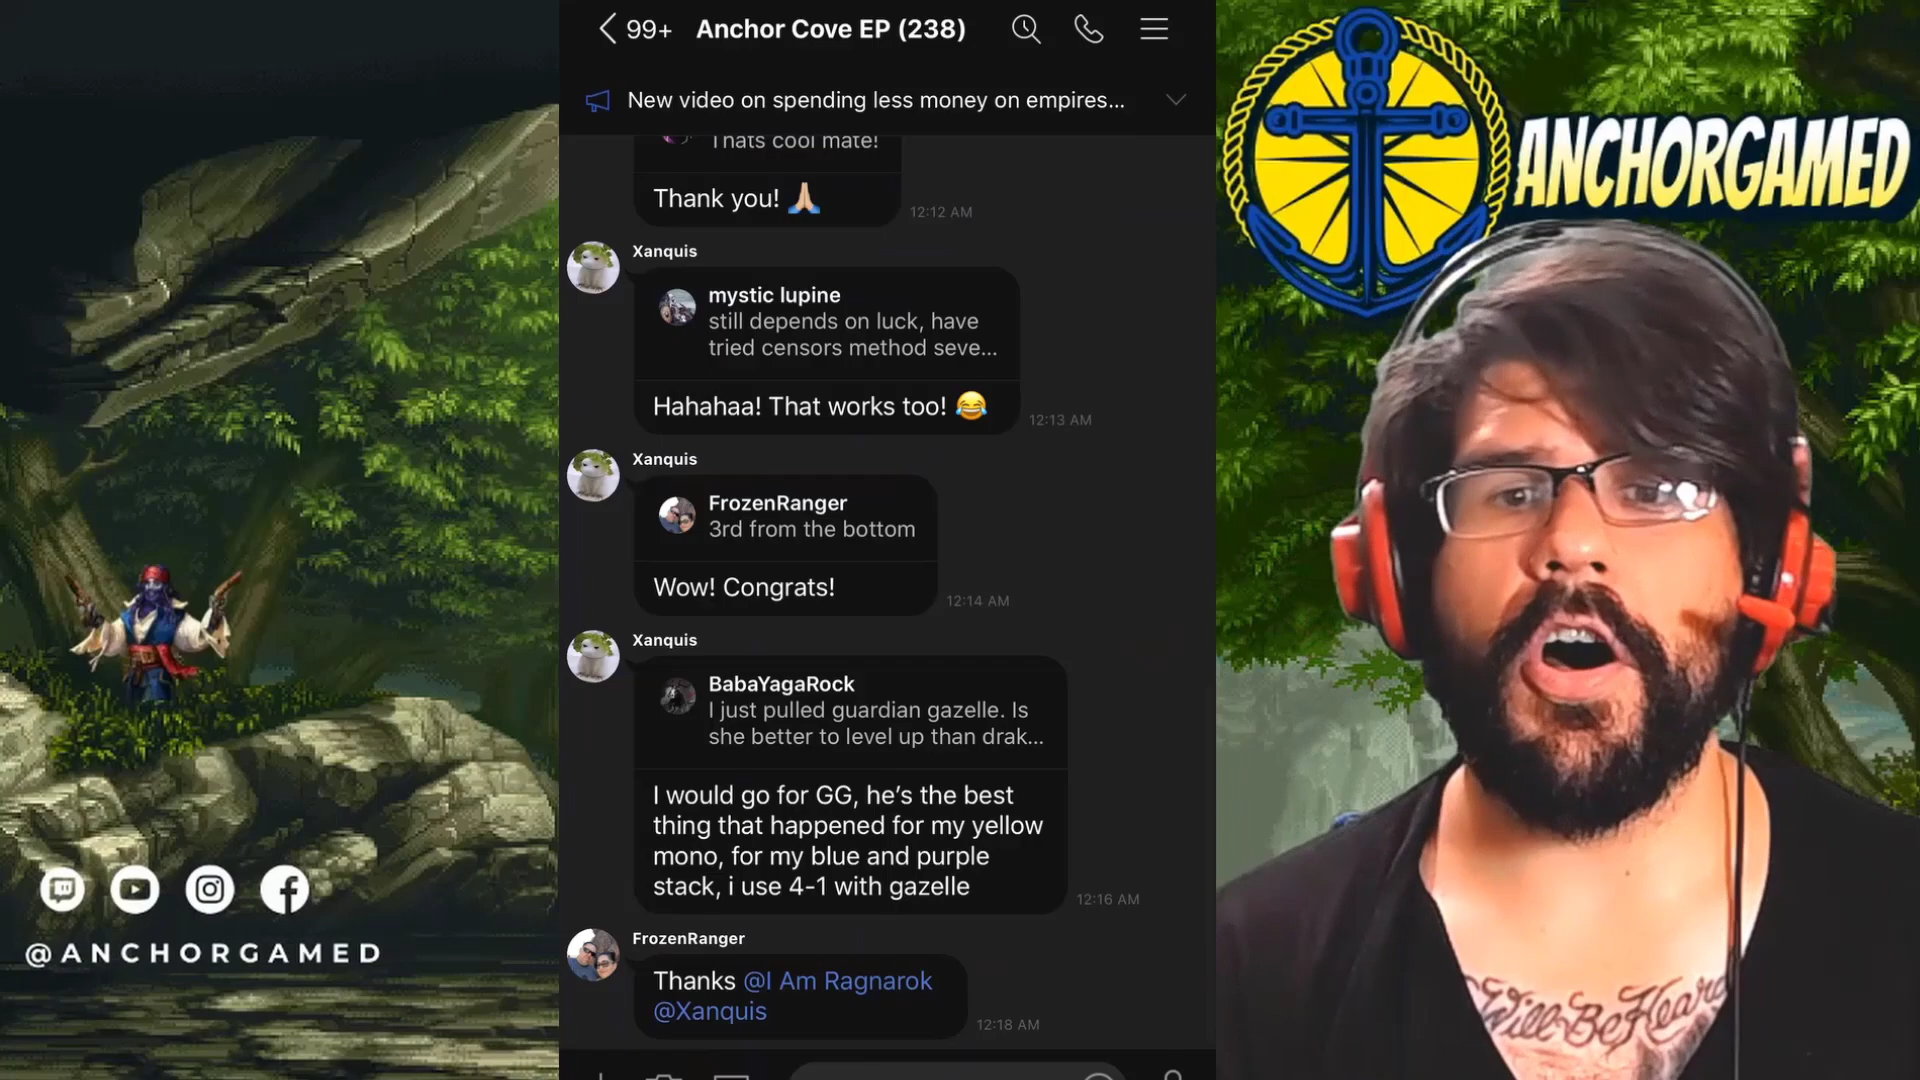 99+
Anchor Cove EP (238)
New video on spending less money on empires...
Thats cool mate!
Thank you! 🙏🏼
12:12 AM
Xanquis
mystic lupine
still depends on luck, have
tried censors method seve...
Hahahaa! That works too! 😂
12:13 AM
Xanquis
FrozenRanger
3rd from the bottom
Wow! Congrats!
12:14 AM
Xanquis
BabaYagaRock
I just pulled guardian gazelle. Is
she better to level up than drak...
I would go for GG, he’s the best
thing that happened for my yellow
mono, for my blue and purple
stack, i use 4-1 with gazelle
12:16 AM
FrozenRanger
Thanks @I Am Ragnarok
@Xanquis
12:18 AM
@ANCHORGAMED
ANCHORGAMED
Will Be Heard